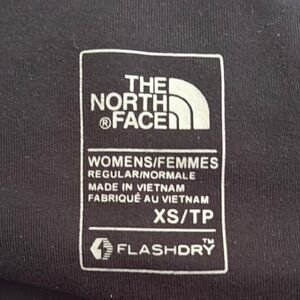 THE
NORTH
®FACE
WOMENS/FEMMES
REGULAR/NORMALE
MADE IN VIETNAM
FABRIQUÉ AU VIETNAM
XS/TP
FLASHDRY™